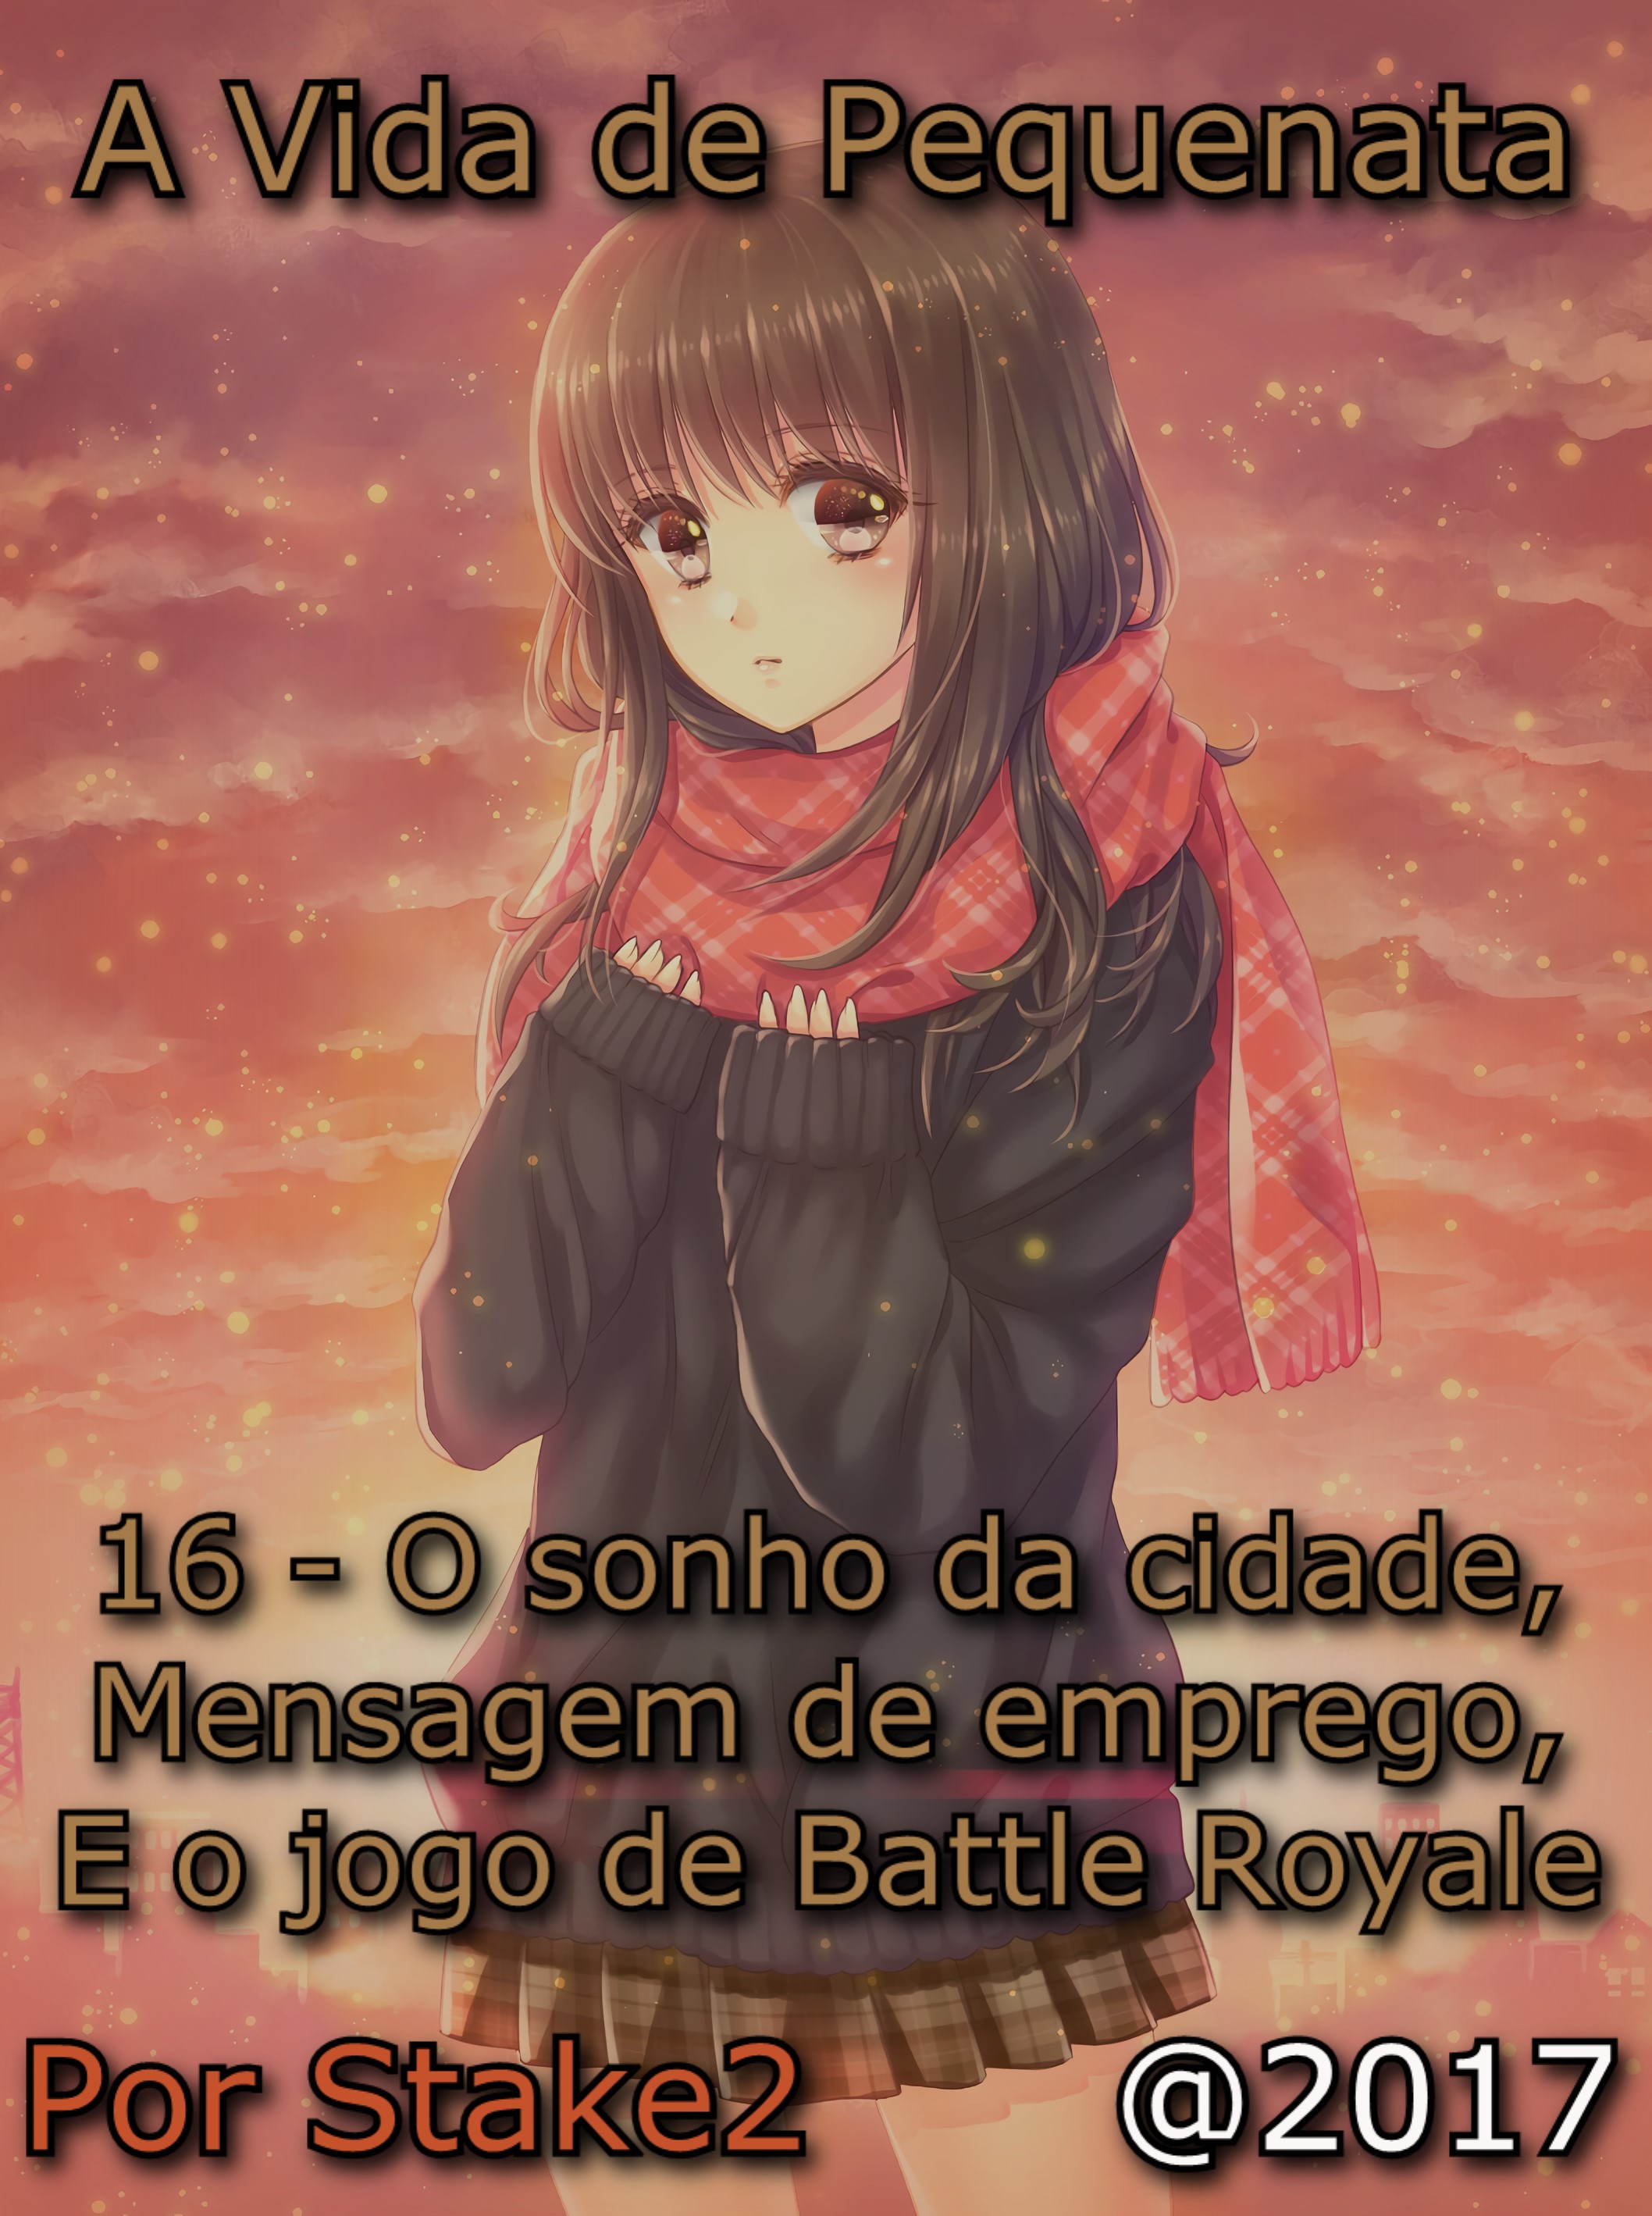 A Vida de Pequenata
16 - O sonho da cidade,
Mensagem de emprego,
E o jogo de Battle Royale
Por Stake2 @2017